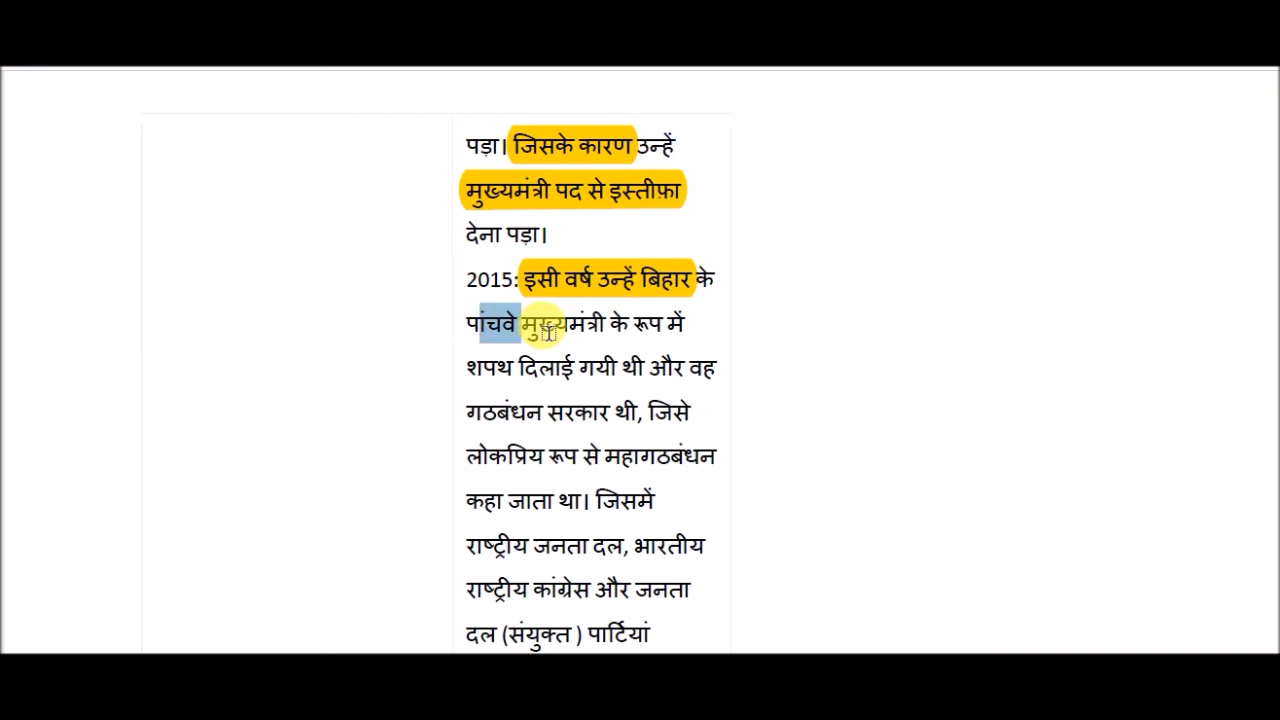 पड़ा। जिसके कारण उन्हें
मुख्यमंत्री पद से इस्तीफ़ा
देना पड़ा।
2015: इसी वर्ष उन्हें बिहार के
पांचवे मुख्यमंत्री के रूप में
शपथ दिलाई गयी थी और वह
गठबंधन सरकार थी, जिसे
लोकप्रिय रूप से महागठबंधन
कहा जाता था। जिसमें
राष्ट्रीय जनता दल, भारतीय
राष्ट्रीय कांग्रेस और जनता
दल (संयुक्त ) पार्टियां